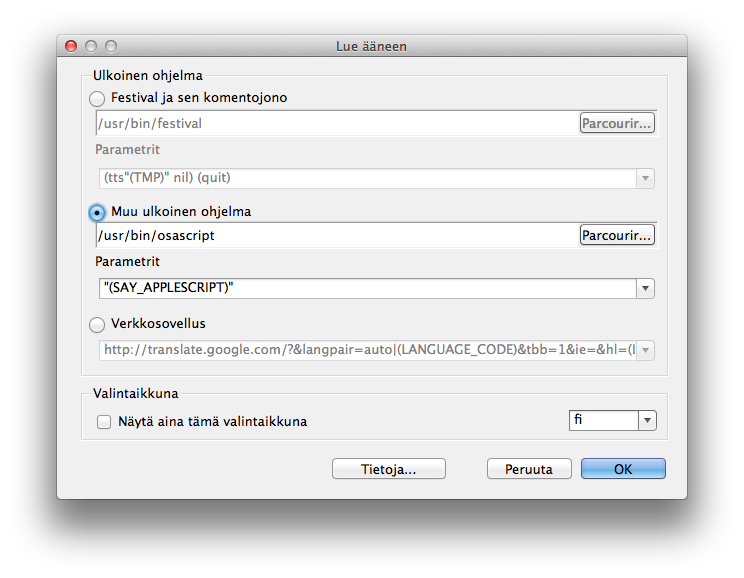 Lue ääneen
Ulkoinen ohjelma
Festival ja sen komentojono
/usr/bin/festival
Parcourir...
Parametrit
(tts"(TMP)" nil) (quit)
Muu ulkoinen ohjelma
/usr/bin/osascript
Parcourir...
Parametrit
"(SAY_APPLESCRIPT)"
Verkkosovellus
http://translate.google.com/?&langpair=auto|(LANGUAGE_CODE)&tbb=1&ie=&hl=(
Valintaikkuna
Näytä aina tämä valintaikkuna
fi
Tietoja...
Peruuta
OK